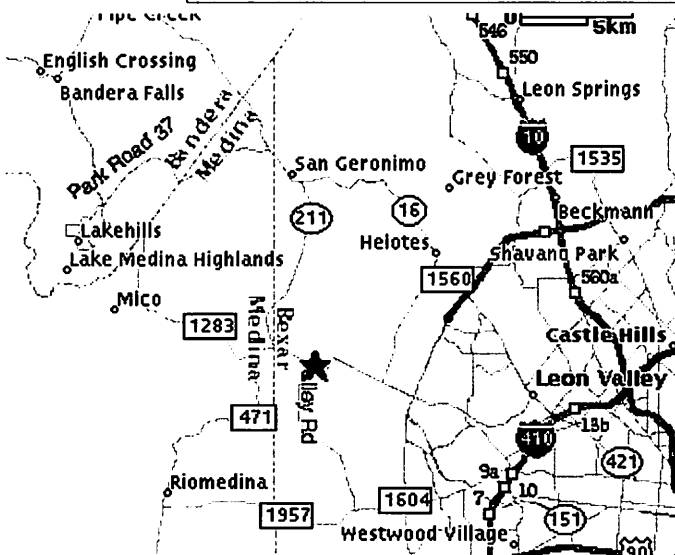 Pipe Creek
5km
546
550
English Crossing
Bandera Falls
Leon Springs
10
Park Road 37
Bandera
Medina
1535
San Geronimo
Grey Forest
211
16
Beckmann
Lakehills
Helotes
Shavano Park
Lake Medina Highlands
1560
560a
Mico
1283
Medina
Bexar
Castle Hills
Leon Valley
471
alley Rd
410
13b
421
9a
10
Riomedina
7
1604
1957
151
Westwood Village
90